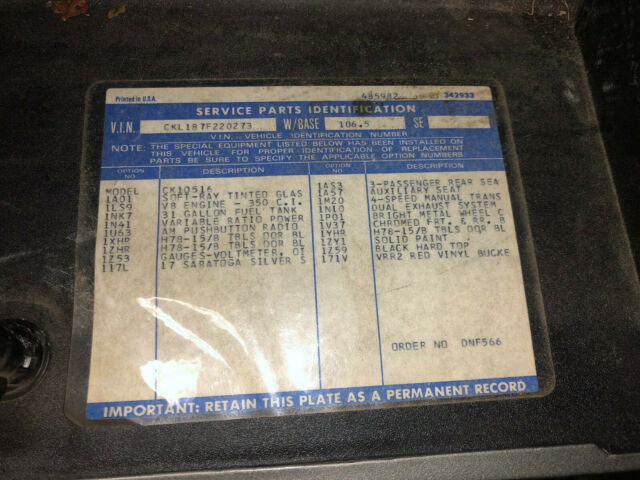 Printed in U.S.A. 485982 342933
SERVICE PARTS IDENTIFICATION
V.I.N. CKL187F220273 W/BASE 106.5 SE
V.I.N. VEHICLE IDENTIFICATION NUMBER
NOTE: THE SPECIAL EQUIPMENT LISTED BELOW HAS BEEN INSTALLED ON
THIS VEHICLE. FOR PROPER IDENTIFICATION OF REPLACEMENT
PARTS BE SURE TO SPECIFY THE APPLICABLE OPTION NUMBERS
OPTION NO DESCRIPTION OPTION NO DESCRIPTION
MODEL CK10516
1A01 SOFT-RAY TINTED GLAS
1LS9 V8 ENGINE - 350 C.I.
1NK7 31 GALLON FUEL TANK
1N41 VARIABLE RATIO POWER
1U63 AM PUSHBUTTON RADIO
1XHR H78-15/B TBLS OQR BL
1ZHR H78-15/B TBLS OQR BL
1Z53 GAUGES-VOLTMETER, OI
117L 17 SARATOGA SILVER S
1AS3 3-PASSENGER REAR SEA
1A57 AUXILIARY SEAT
1M20 4-SPEED MANUAL TRANS
1N10 DUAL EXHAUST SYSTEM
1P01 BRIGHT METAL WHEEL C
1V37 CHROMED FRT. & RR. B
1YHR H78-15/B TBLS OQR BL
1ZY1 SOLID PAINT
1Z59 BLACK HARD TOP
171V VRR2 RED VINYL BUCKE
ORDER NO DNF566
IMPORTANT: RETAIN THIS PLATE AS A PERMANENT RECORD